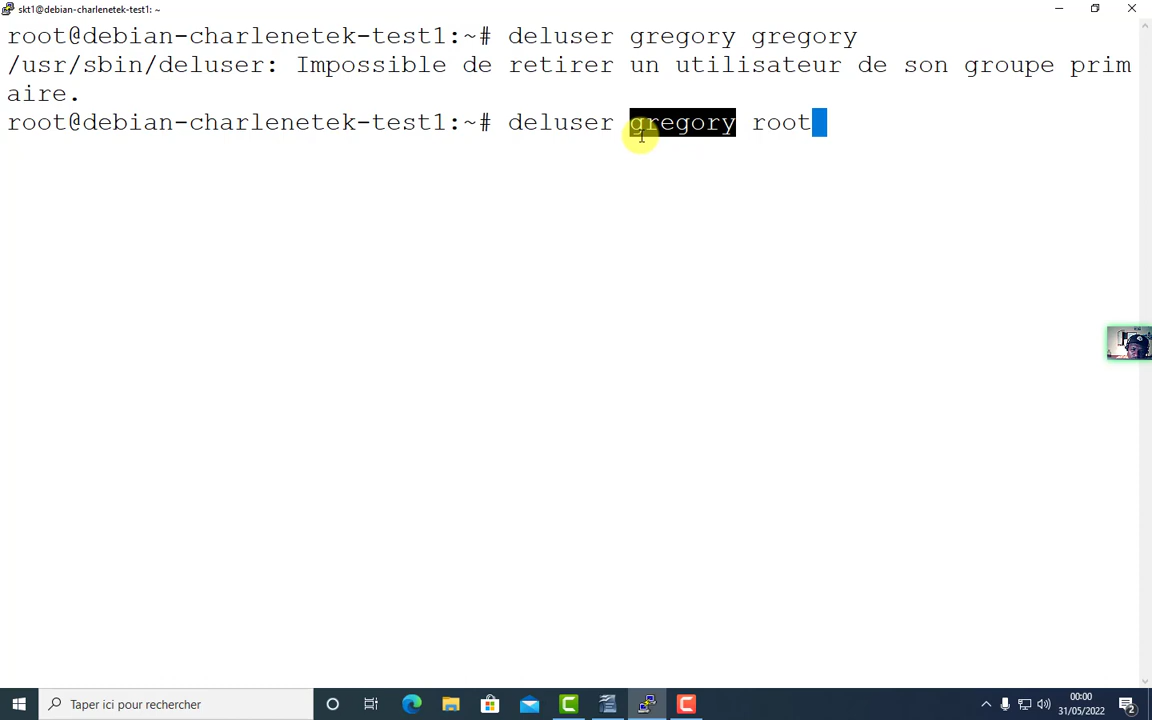 skt1@debian-charlenetek-test1: ~
root@debian-charlenetek-test1:~# deluser gregory gregory
/usr/sbin/deluser: Impossible de retirer un utilisateur de son groupe prim
aire.
root@debian-charlenetek-test1:~# deluser gregory root
Taper ici pour rechercher
00:00
31/05/2022
2